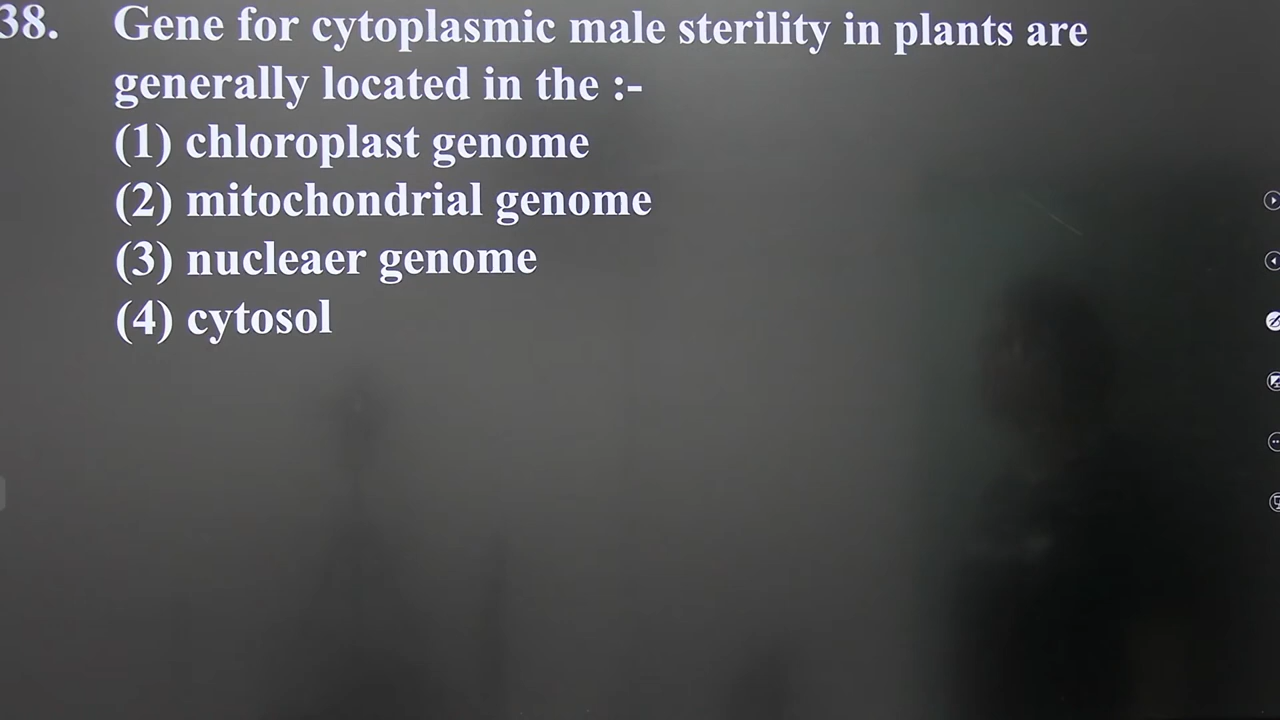 38. Gene for cytoplasmic male sterility in plants are
generally located in the :-
(1) chloroplast genome
(2) mitochondrial genome
(3) nucleaer genome
(4) cytosol